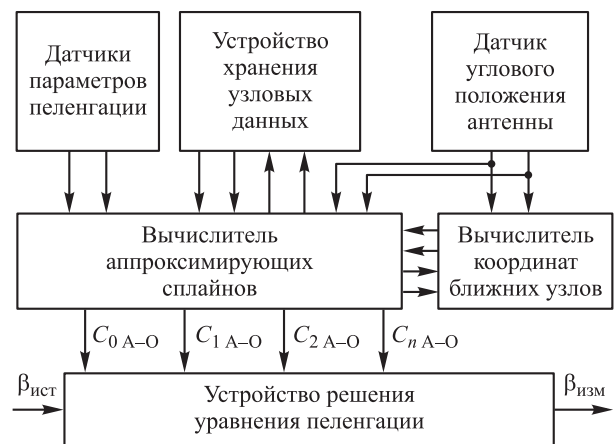 Датчики
параметров
пеленгации
Устройство
хранения
узловых
данных
Датчик
углового
положения
антенны
Вычислитель
аппроксимирующих
сплайнов
Вычислитель
координат
ближних узлов
C0 А–О
C1 А–О
C2 А–О
Cn А–О
βист
Устройство решения
уравнения пеленгации
βизм